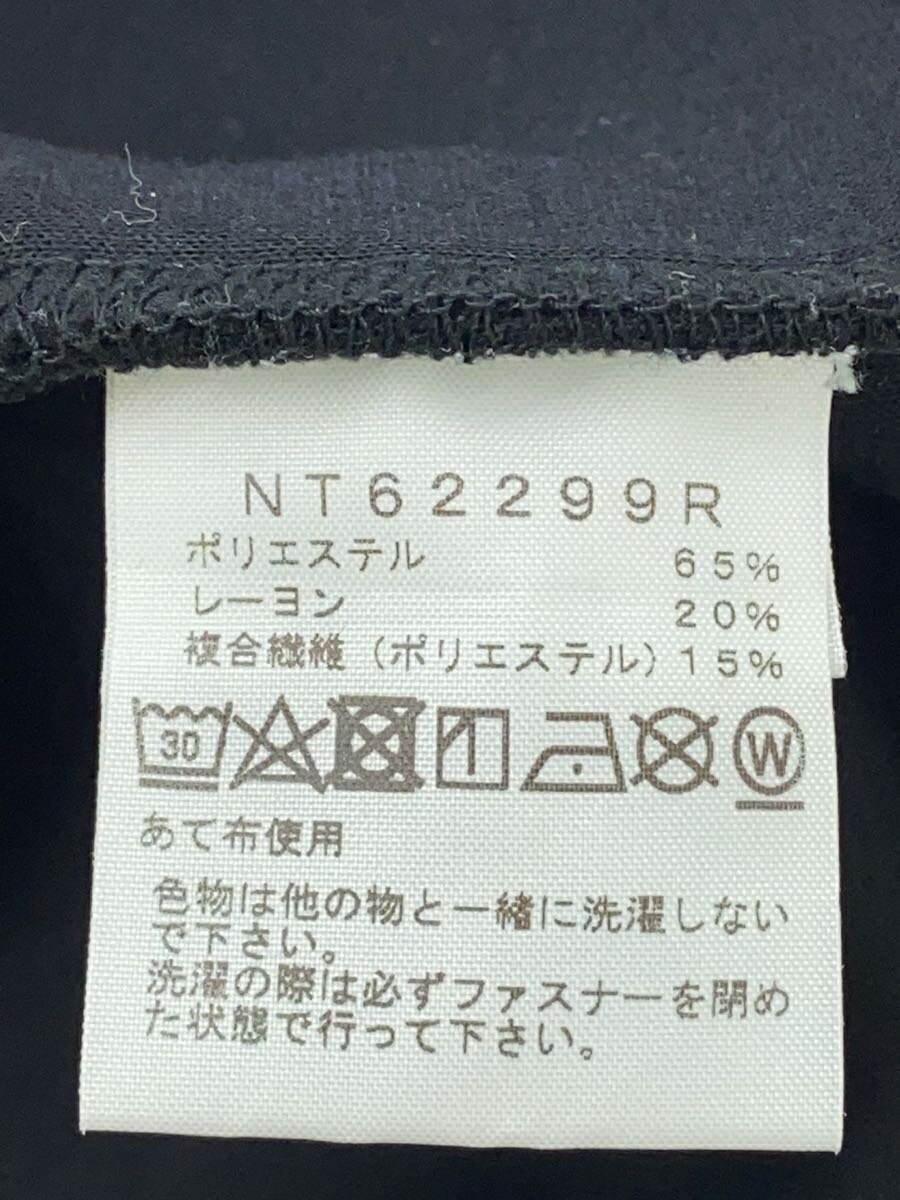 NT62299R
ポリエステル 65%
レーヨン 20%
複合繊維(ポリエステル)15%
30 W
あて布使用
色物は他の物と一緒に洗濯しない
で下さい。
洗濯の際は必ずファスナーを閉め
た状態で行って下さい。